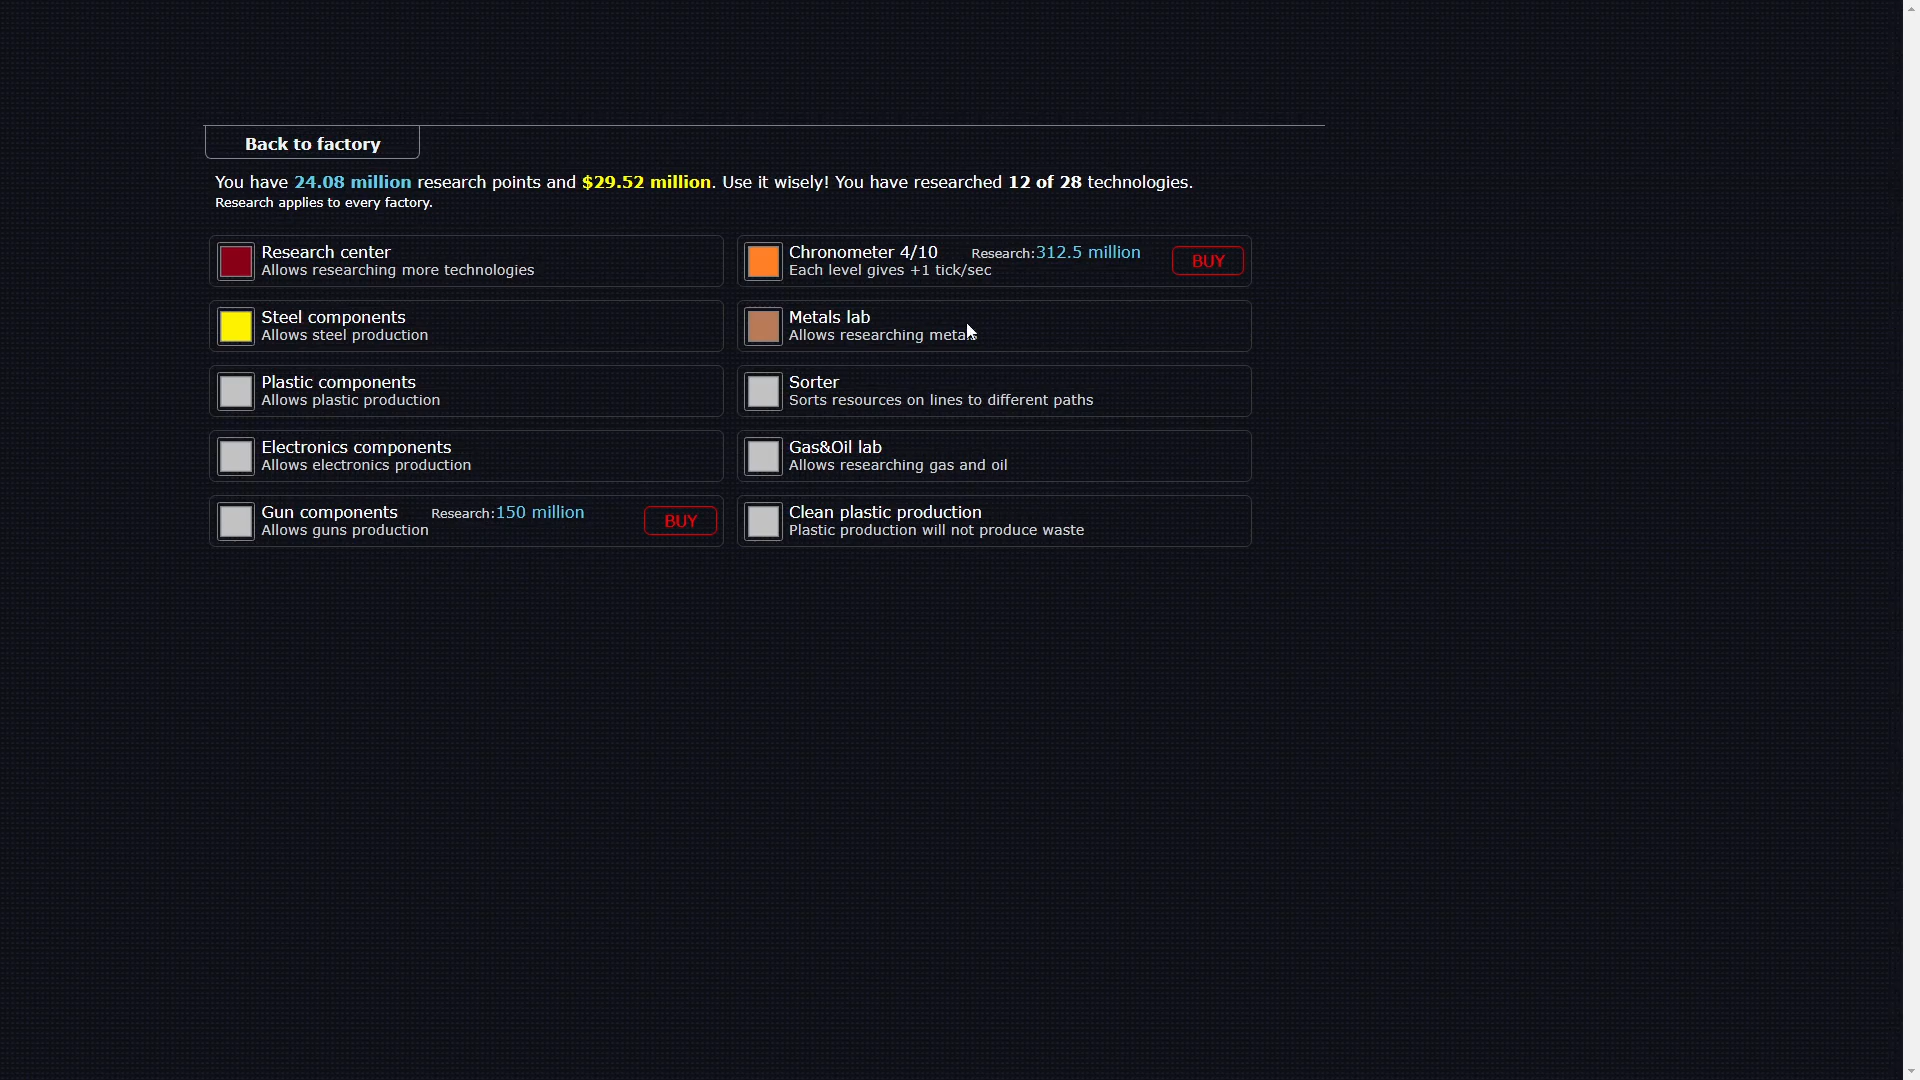 Back to factory
You have 24.08 million research points and $29.52 million. Use it wisely! You have researched 12 of 28 technologies.
Research applies to every factory.
Research center
Allows researching more technologies
Chronometer 4/10 Research:312.5 million BUY
Each level gives +1 tick/sec
Steel components
Allows steel production
Metals lab
Allows researching metals
Plastic components
Allows plastic production
Sorter
Sorts resources on lines to different paths
Electronics components
Allows electronics production
Gas&Oil lab
Allows researching gas and oil
Gun components Research:150 million BUY
Allows guns production
Clean plastic production
Plastic production will not produce waste